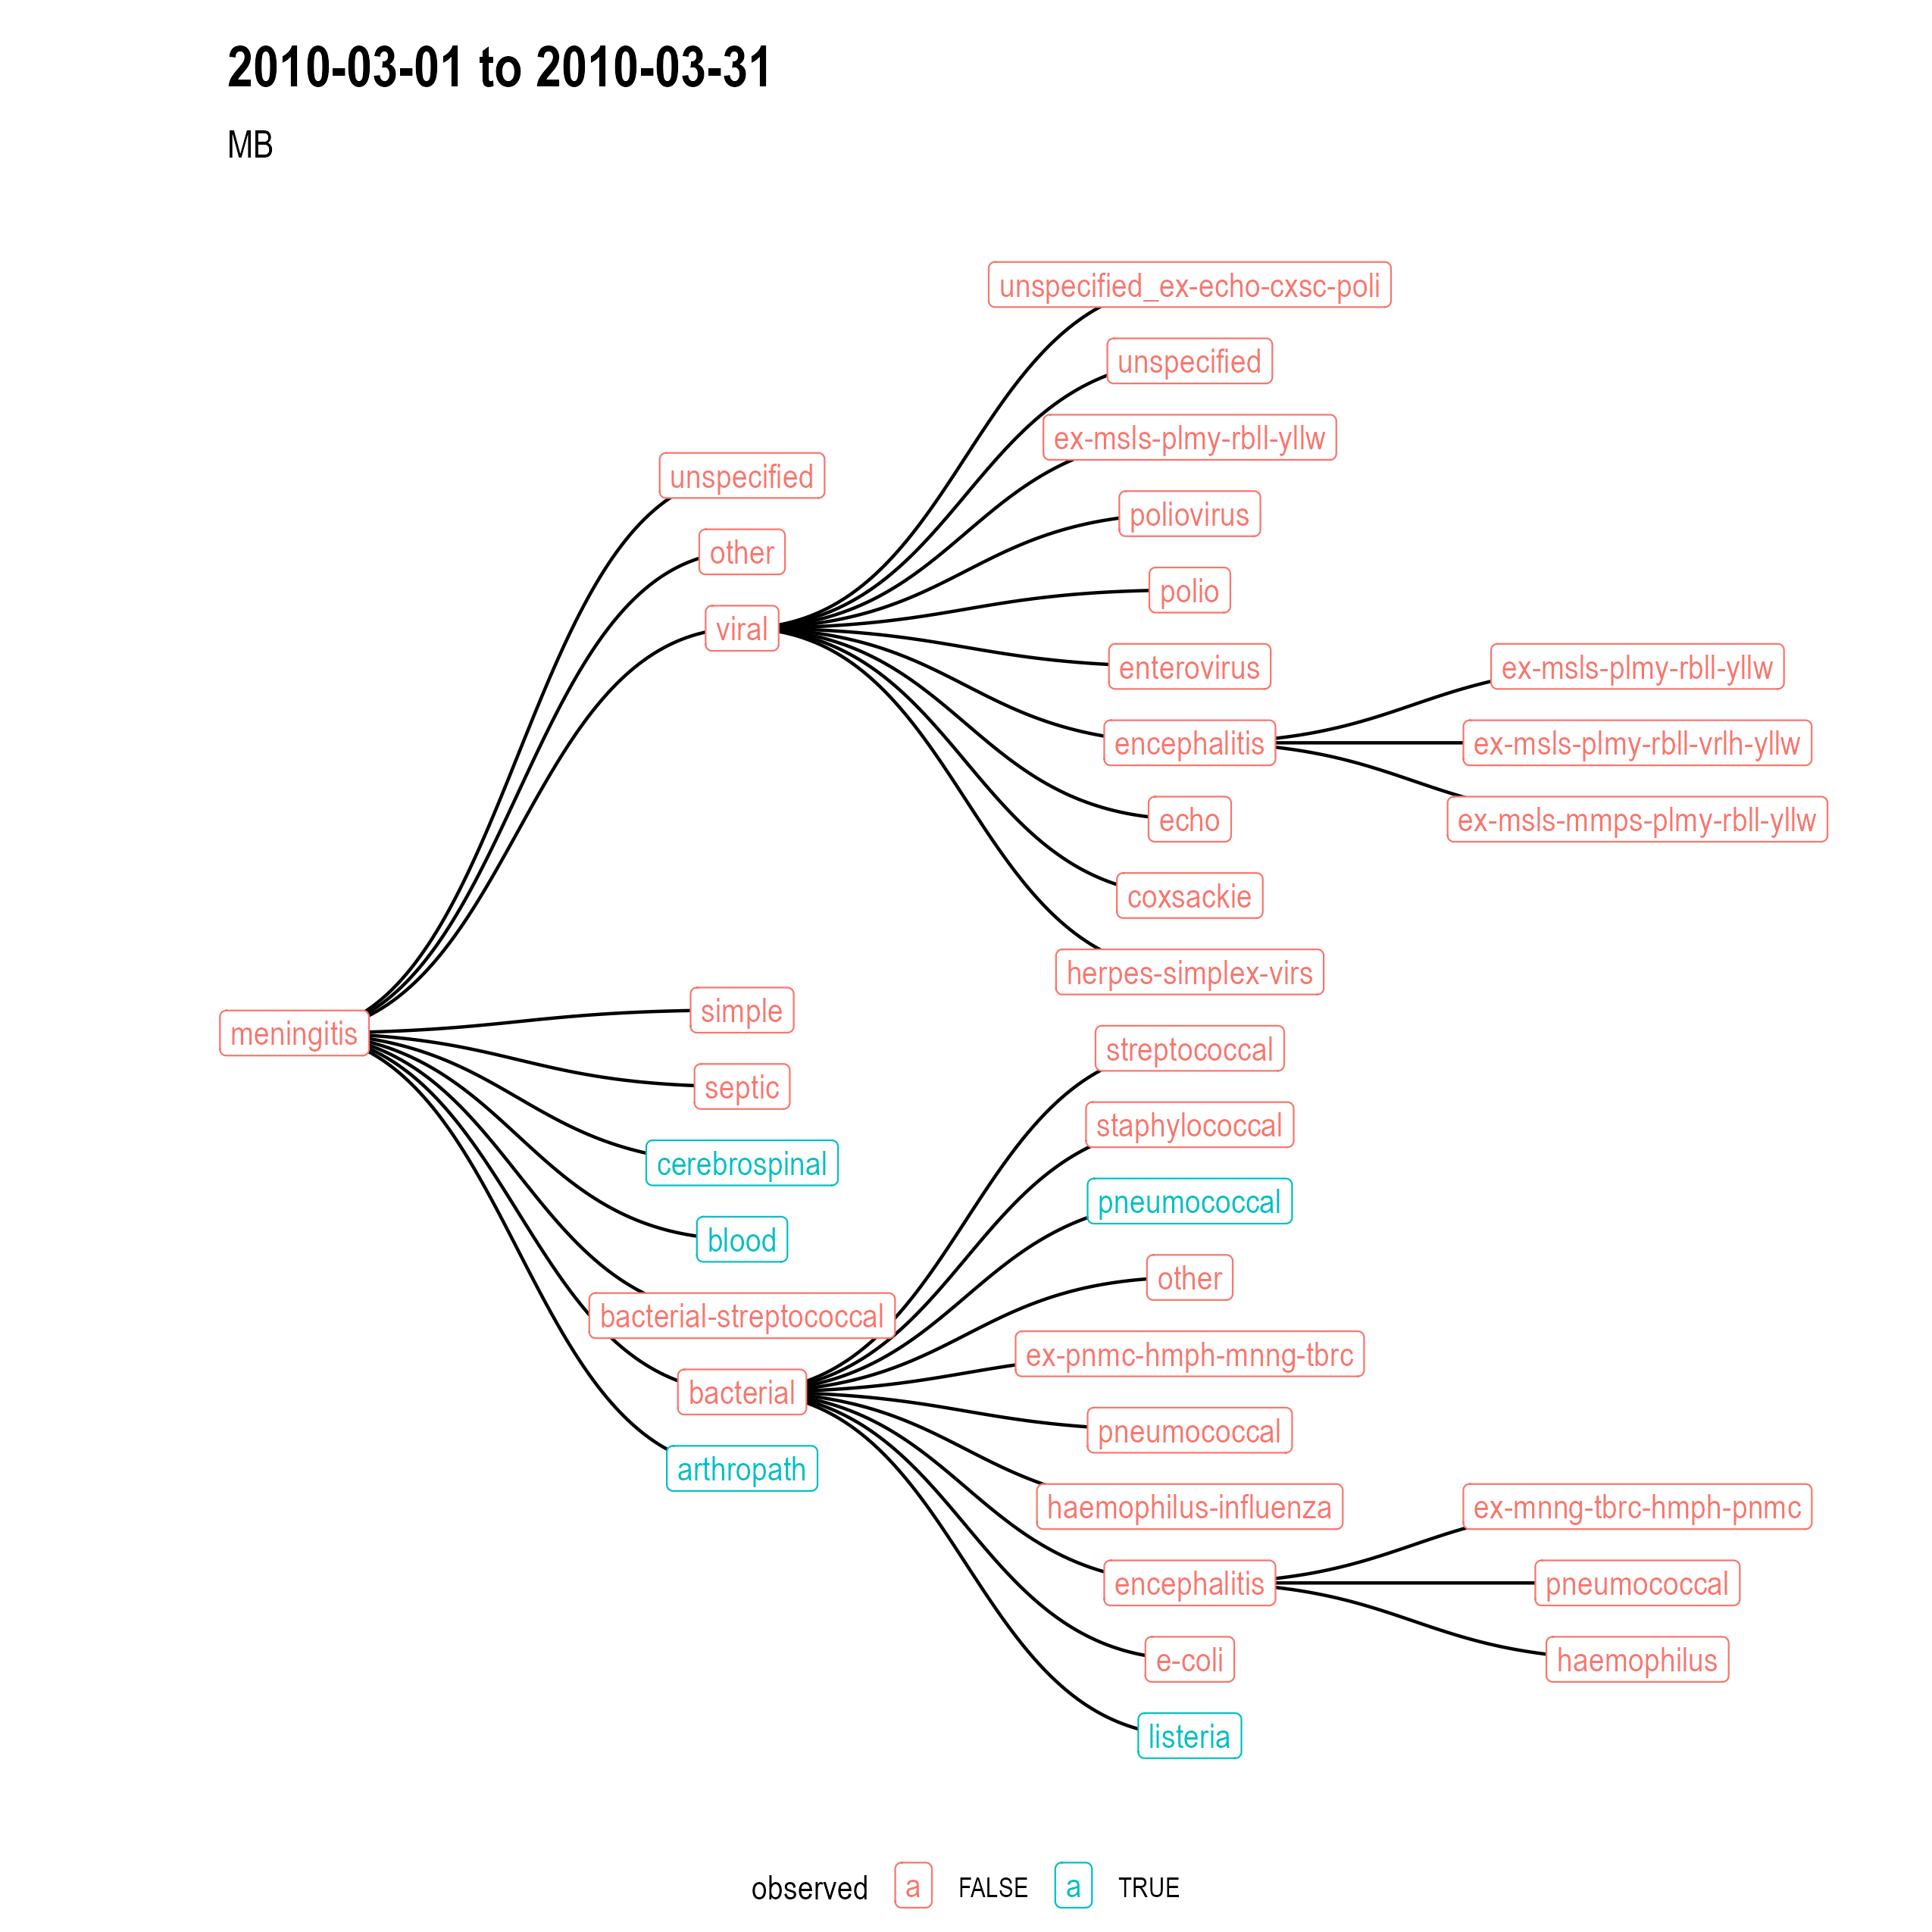 2010-03-01 to 2010-03-31
MB
unspecified_ex-echo-cxsc-poli
unspecified
ex-msls-plmy-rbll-yllw
unspecified
poliovirus
other
polio
viral
enterovirus
ex-msls-plmy-rbll-yllw
encephalitis
ex-msls-plmy-rbll-vrlh-yllw
echo
ex-msls-mmps-plmy-rbll-yllw
coxsackie
herpes-simplex-virs
simple
meningitis
streptococcal
septic
staphylococcal
cerebrospinal
pneumococcal
blood
other
bacterial-streptococcal
ex-pnmc-hmph-mnng-tbrc
bacterial
pneumococcal
arthropath
haemophilus-influenza
ex-mnng-tbrc-hmph-pnmc
encephalitis
pneumococcal
e-coli
haemophilus
listeria
observed a FALSE a TRUE